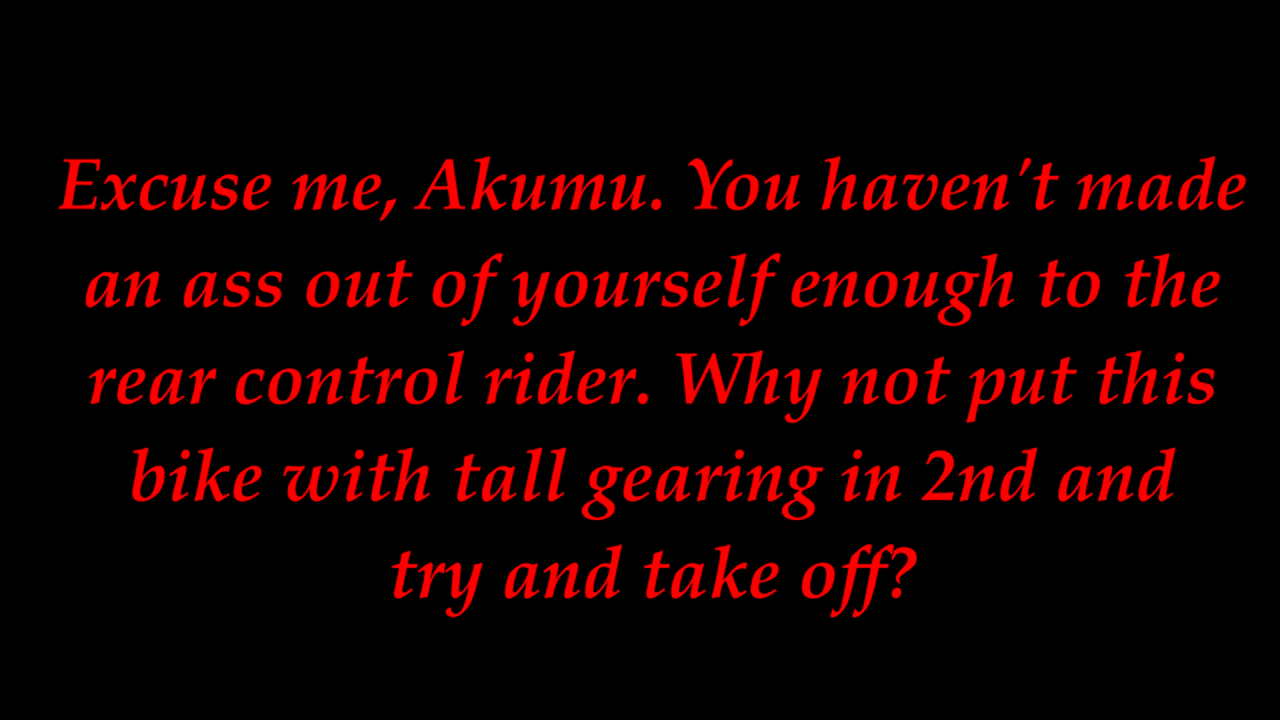 Excuse me, Akumu. You haven't made
an ass out of yourself enough to the
rear control rider. Why not put this
bike with tall gearing in 2nd and
try and take off?